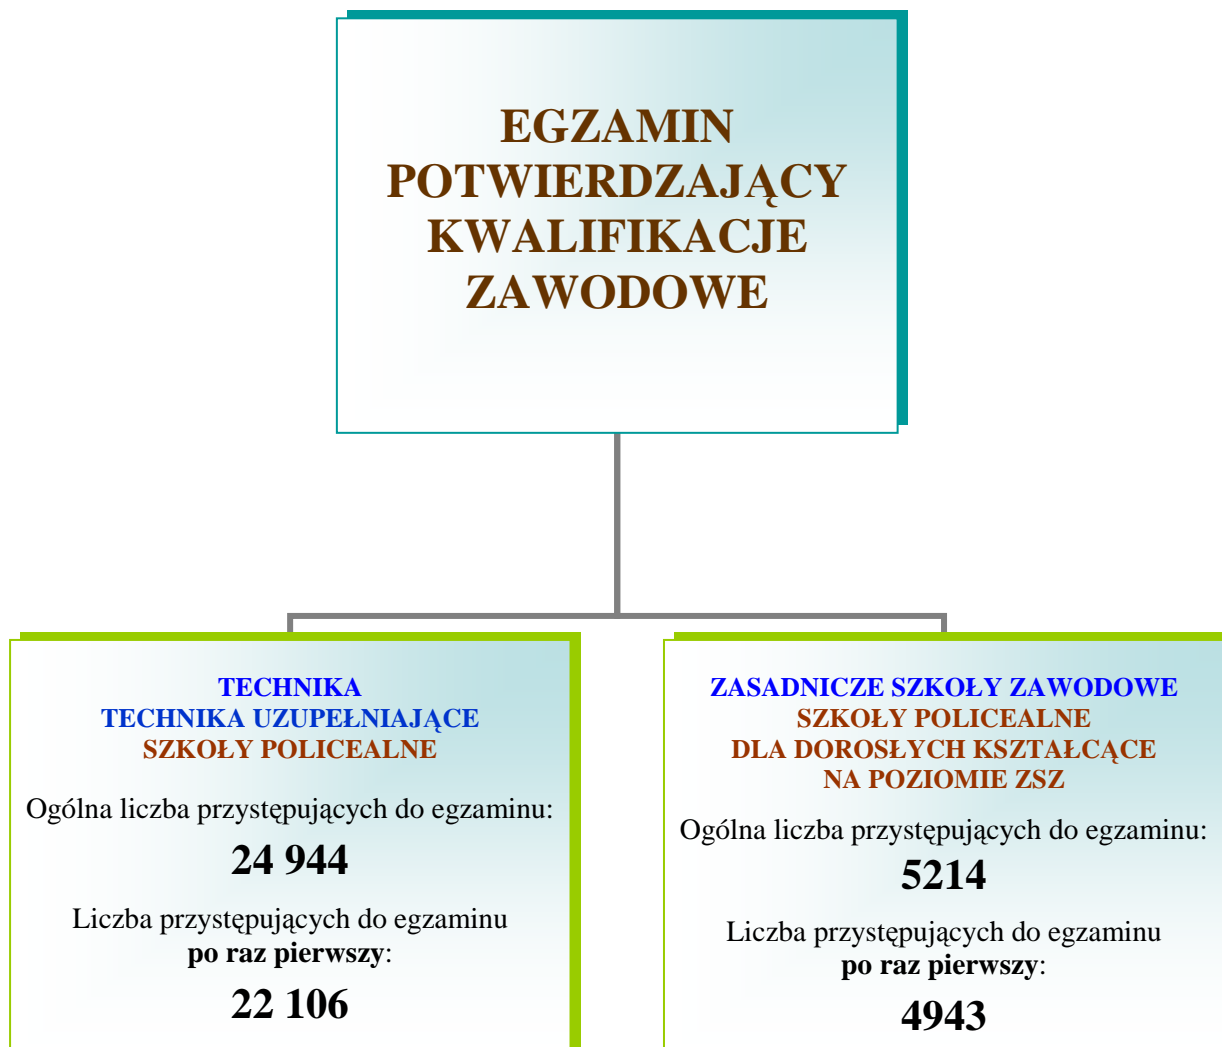 EGZAMIN
POTWIERDZAJĄCY
KWALIFIKACJE
ZAWODOWE
TECHNIKA
TECHNIKA UZUPEŁNIAJĄCE
SZKOŁY POLICEALNE
Ogólna liczba przystępujących do egzaminu:
24 944
Liczba przystępujących do egzaminu
po raz pierwszy:
22 106
ZASADNICZE SZKOŁY ZAWODOWE
SZKOŁY POLICEALNE
DLA DOROSŁYCH KSZTAŁCĄCE
NA POZIOMIE ZSZ
Ogólna liczba przystępujących do egzaminu:
5214
Liczba przystępujących do egzaminu
po raz pierwszy:
4943